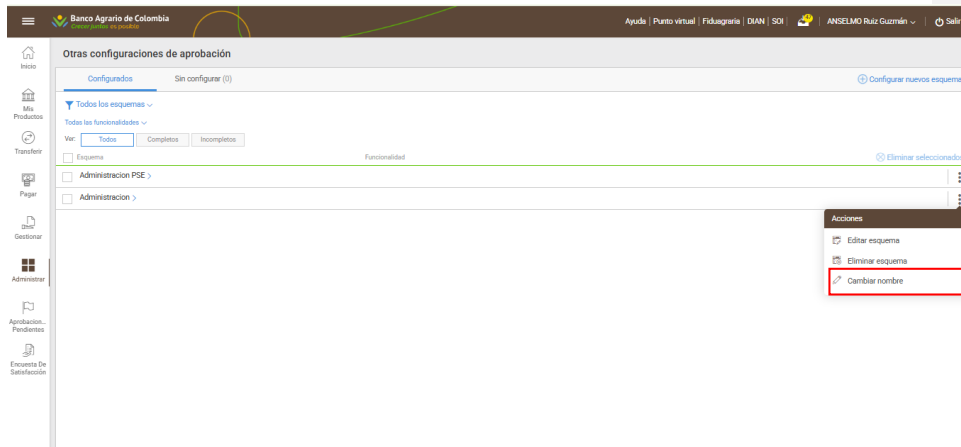 Banco Agrario de Colombia
Crecer juntos es posible
Ayuda | Punto virtual | Fiduagraria | DIAN | SOI | ANSELMO Ruiz Guzmán | Salir
Inicio
Mis
Productos
Transferir
Pagar
Gestionar
Administrar
Aprobacion...
Pendientes
Encuesta De
Satisfacción
Otras configuraciones de aprobación
Configurados Sin configurar (0) Configurar nuevos esquema
Todos los esquemas
Todas las funcionalidades
Ver: Todos Completos Incompletos
Esquema Funcionalidad Eliminar seleccionado
Administracion PSE >
Administracion >
Acciones
Editar esquema
Eliminar esquema
Cambiar nombre